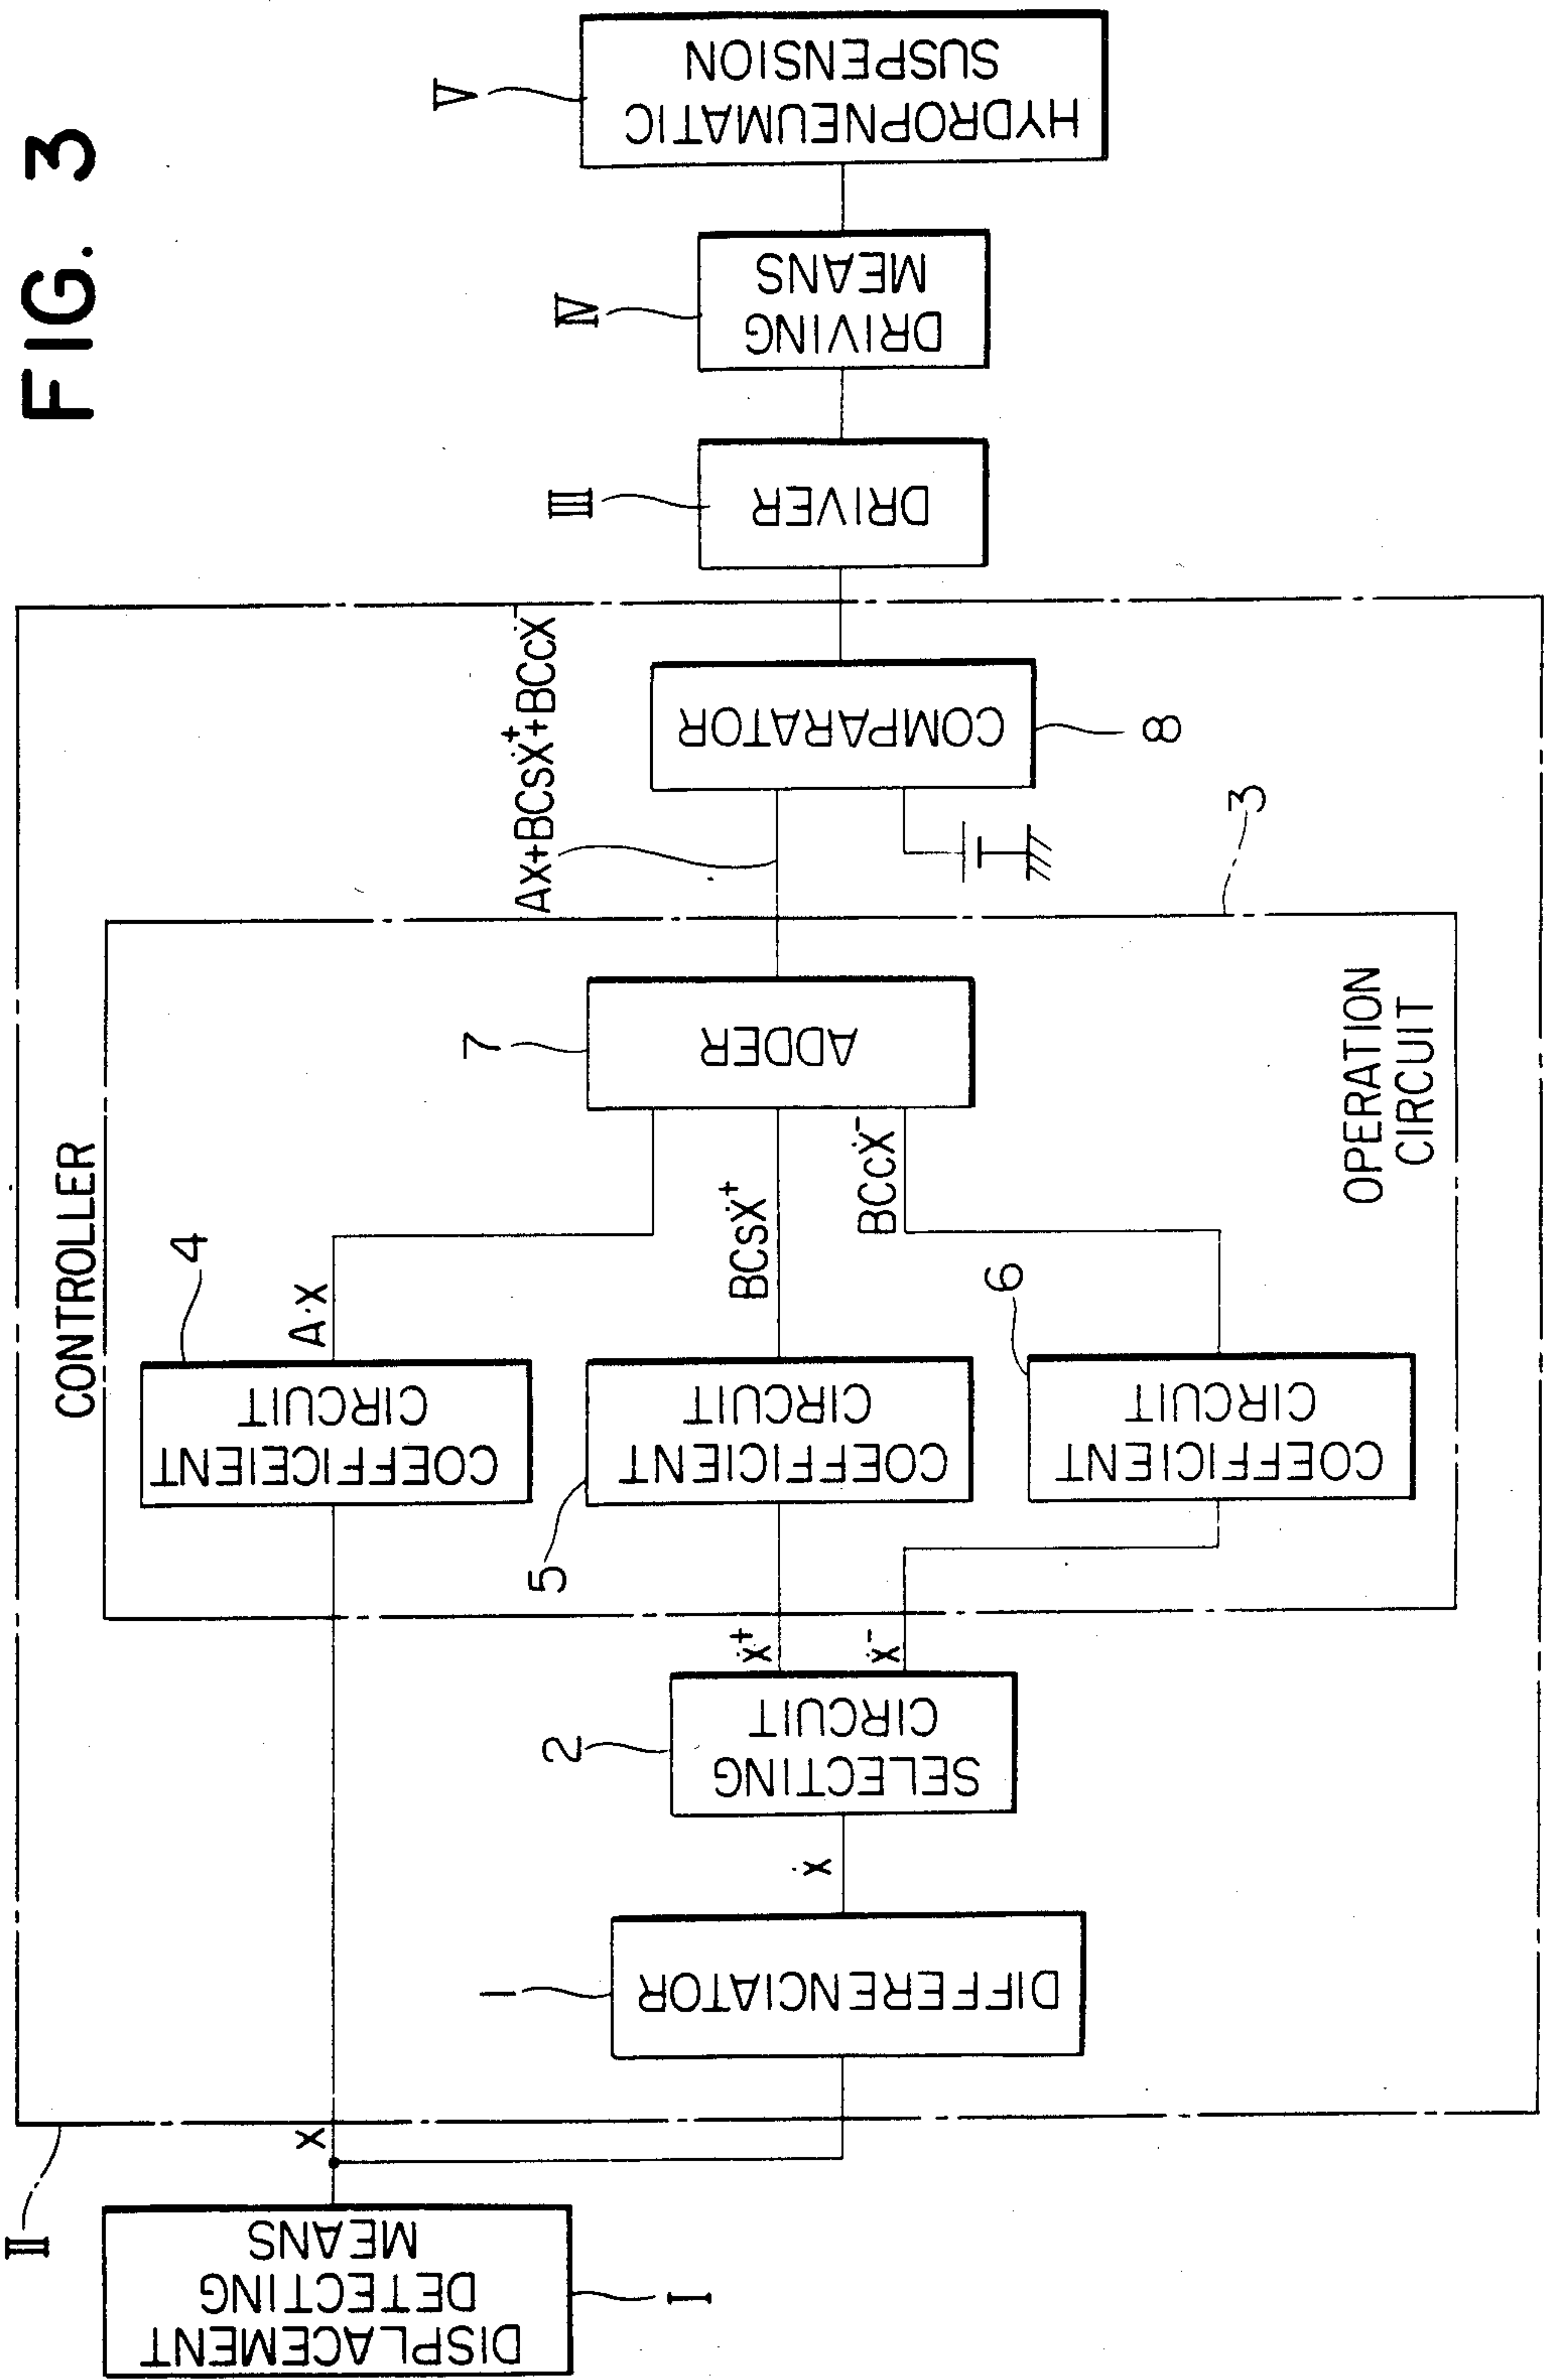 FIG. 3
DISPLACEMENT
DETECTING
MEANS
I
II
X
CONTROLLER
DIFFERENCIATOR
1
Ẋ
SELECTING
CIRCUIT
2
Ẋ⁺
Ẋ⁻
COEFFICEIENT
CIRCUIT
4
A·X
COEFFICIENT
CIRCUIT
5
BCsẊ⁺
COEFFICIENT
CIRCUIT
6
BCcẊ⁻
OPERATION
CIRCUIT
3
ADDER
7
AX+BCsẊ⁺+BCcẊ⁻
COMPARATOR
8
DRIVER
III
DRIVING
MEANS
IV
HYDROPNEUMATIC
SUSPENSION
V